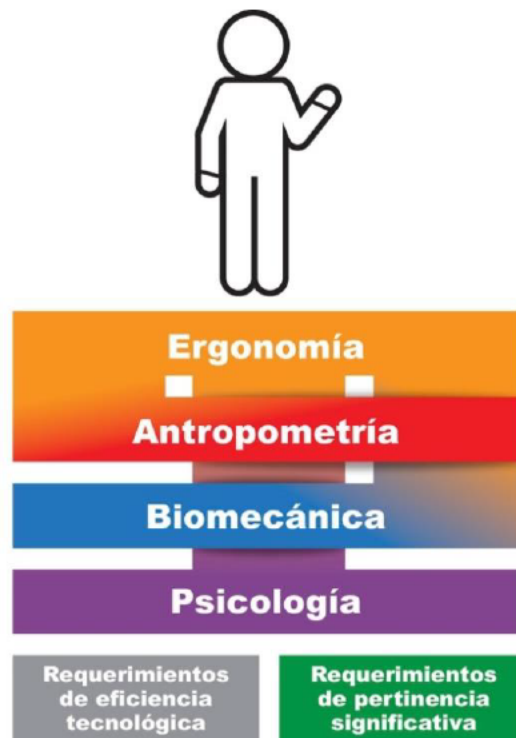 Ergonomía
Antropometría
Biomecánica
Psicología
Requerimientos
de eficiencia
tecnológica
Requerimientos
de pertinencia
significativa